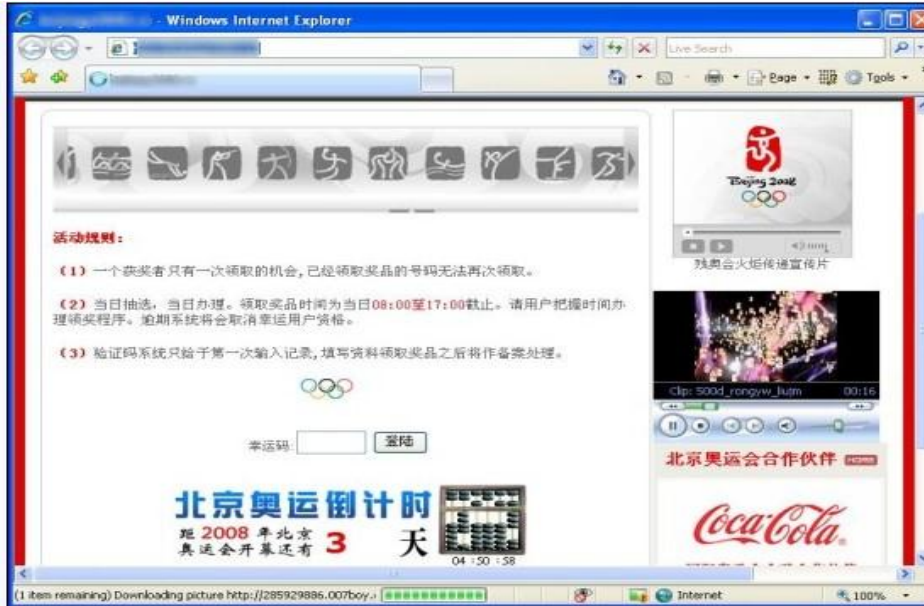 - Windows Internet Explorer
Live Search
Page
Tools
活动规则：
（1）一个获奖者只有一次领取的机会,已经领取奖品的号码无法再次领取。
（2）当日抽选，当日办理。领取奖品时间为当日08:00至17:00截止。请用户把握时间办
理领奖程序。逾期系统将会取消幸运用户资格。
（3）验证码系统只给于第一次输入记录,填写资料领取奖品之后将作备案处理。
幸运码:
登陆
北京奥运倒计时
距 2008 年北京
奥运会开幕还有 3 天
04 :50 :58
Beijing 2008
残奥会火炬传递宣传片
Clip: 500d_rongyw_liutm 00:16
北京奥运会合作伙伴
Coca-Cola
(1 item remaining) Downloading picture http://285929886.007boy.
Internet
100%